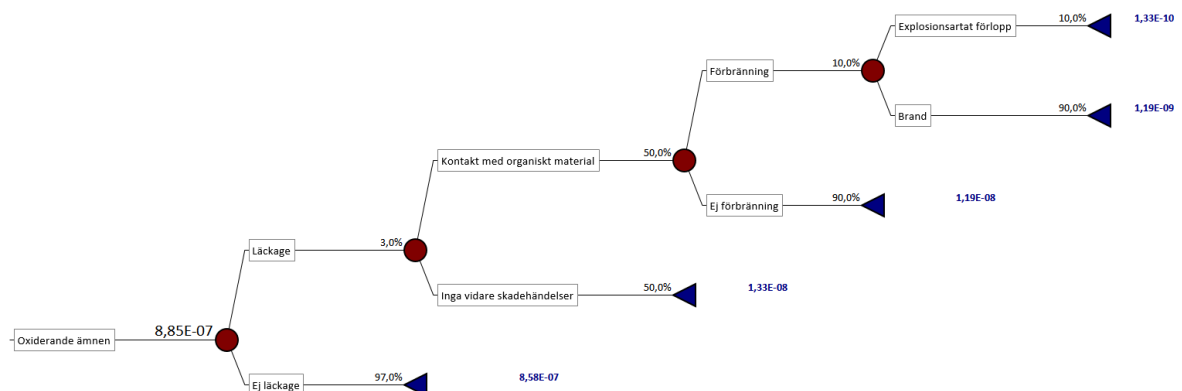 Explosionsartat förlopp 10,0% 1,33E-10
Förbränning 10,0%
Brand 90,0% 1,19E-09
Kontakt med organiskt material 50,0%
Ej förbränning 90,0% 1,19E-08
Läckage 3,0%
Inga vidare skadehändelser 50,0% 1,33E-08
Oxiderande ämnen 8,85E-07
Ej läckage 97,0% 8,58E-07